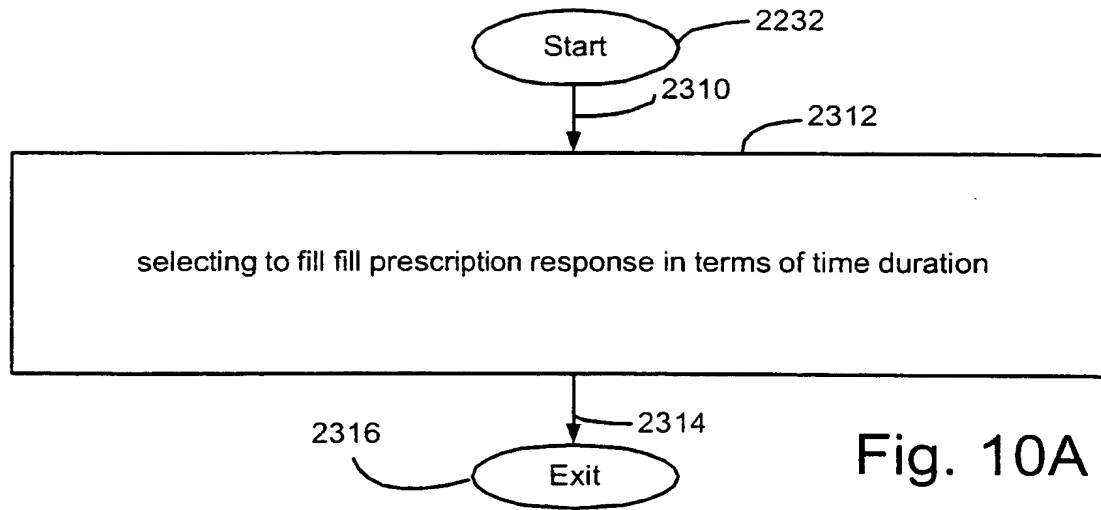 Start
2232
2310
2312
selecting to fill fill prescription response in terms of time duration
2314
2316
Exit
Fig. 10A